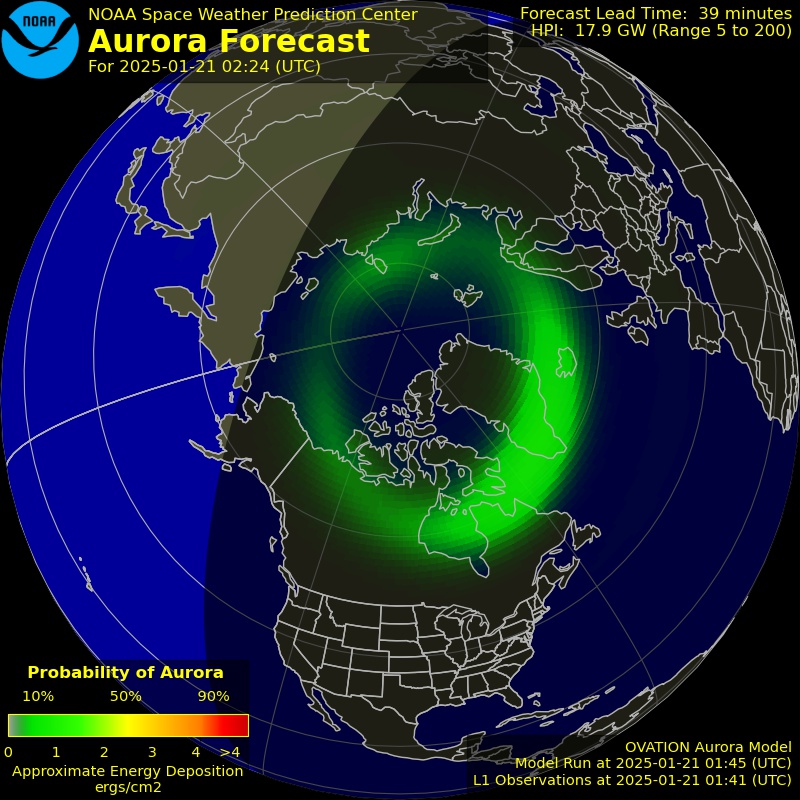 NOAA
NOAA Space Weather Prediction Center
Aurora Forecast
For 2025-01-21 02:24 (UTC)
Forecast Lead Time: 39 minutes
HPI: 17.9 GW (Range 5 to 200)
Probability of Aurora
10% 50% 90%
0 1 2 3 4 >4
Approximate Energy Deposition
ergs/cm2
OVATION Aurora Model
Model Run at 2025-01-21 01:45 (UTC)
L1 Observations at 2025-01-21 01:41 (UTC)